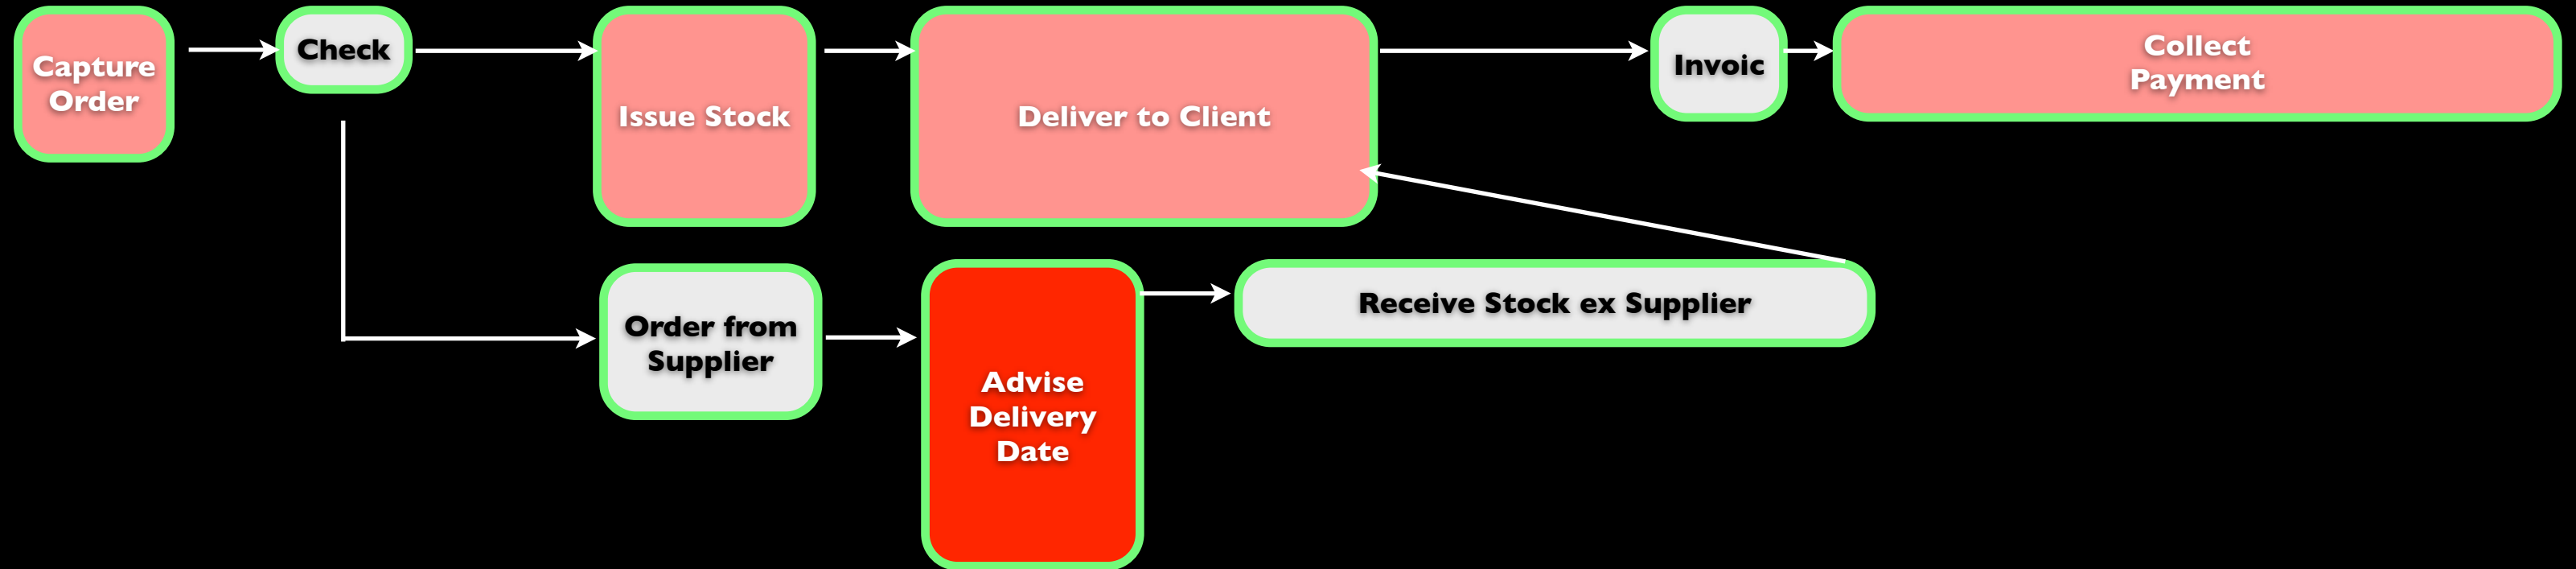 Capture
Order
Check
Issue Stock
Deliver to Client
Invoic
Collect
Payment
Order from
Supplier
Advise
Delivery
Date
Receive Stock ex Supplier